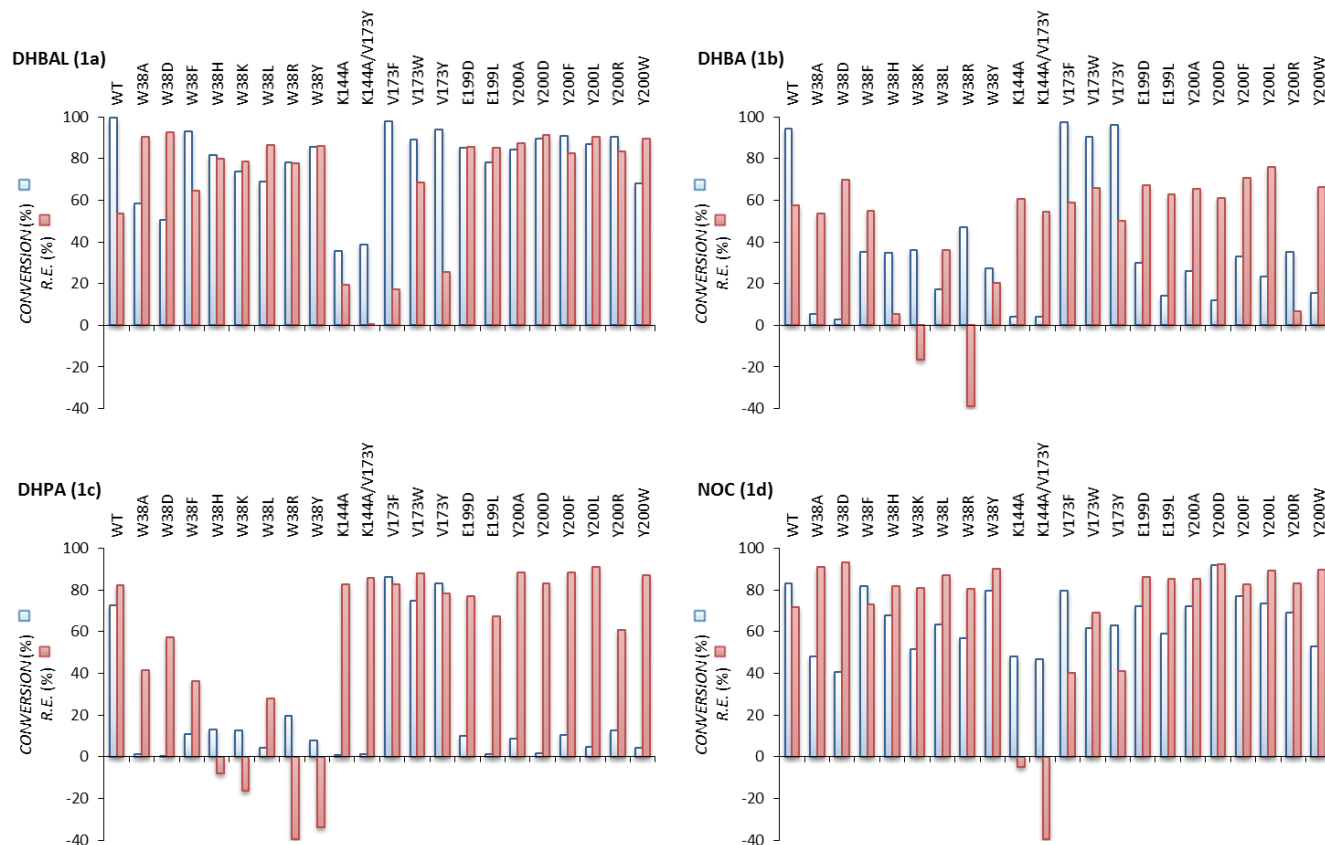 DHBAL (1a)
WT
W38A
W38D
W38F
W38H
W38K
W38L
W38R
W38Y
K144A
K144A/V173Y
V173F
V173W
V173Y
E199D
E199L
Y200A
Y200D
Y200F
Y200L
Y200R
Y200W
CONVERSION (%)
R.E. (%)
100
80
60
40
20
0
-20
-40
DHBA (1b)
WT
W38A
W38D
W38F
W38H
W38K
W38L
W38R
W38Y
K144A
K144A/V173Y
V173F
V173W
V173Y
E199D
E199L
Y200A
Y200D
Y200F
Y200L
Y200R
Y200W
CONVERSION (%)
R.E. (%)
100
80
60
40
20
0
-20
-40
DHPA (1c)
WT
W38A
W38D
W38F
W38H
W38K
W38L
W38R
W38Y
K144A
K144A/V173Y
V173F
V173W
V173Y
E199D
E199L
Y200A
Y200D
Y200F
Y200L
Y200R
Y200W
CONVERSION (%)
R.E. (%)
100
80
60
40
20
0
-20
-40
NOC (1d)
WT
W38A
W38D
W38F
W38H
W38K
W38L
W38R
W38Y
K144A
K144A/V173Y
V173F
V173W
V173Y
E199D
E199L
Y200A
Y200D
Y200F
Y200L
Y200R
Y200W
CONVERSION (%)
R.E. (%)
100
80
60
40
20
0
-20
-40